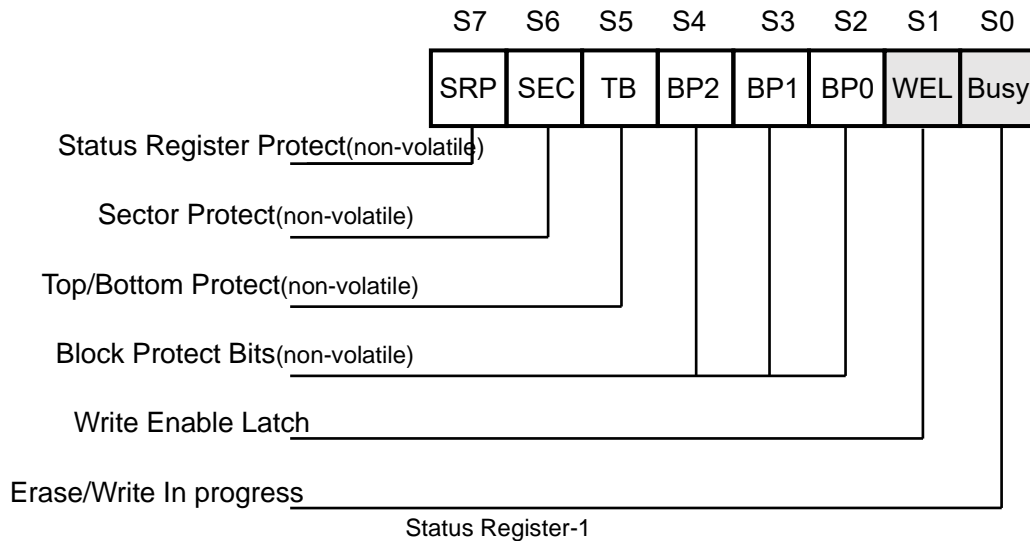 S7 S6 S5 S4 S3 S2 S1 S0
SRP SEC TB BP2 BP1 BP0 WEL Busy
Status Register Protect(non-volatile)
Sector Protect(non-volatile)
Top/Bottom Protect(non-volatile)
Block Protect Bits(non-volatile)
Write Enable Latch
Erase/Write In progress
Status Register-1